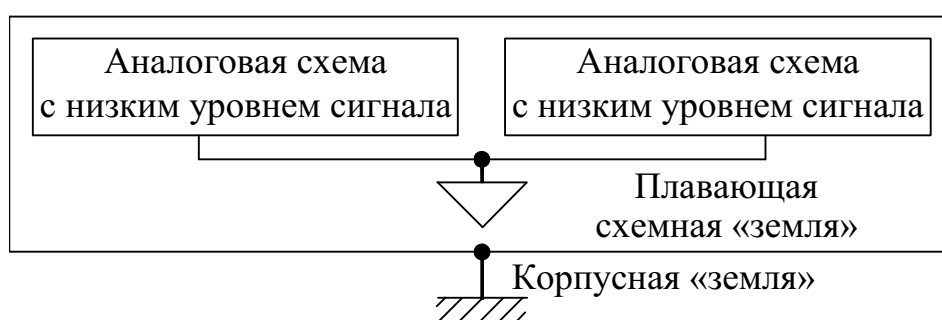 Аналоговая схема
с низким уровнем сигнала
Аналоговая схема
с низким уровнем сигнала
Плавающая
схемная «земля»
Корпусная «земля»